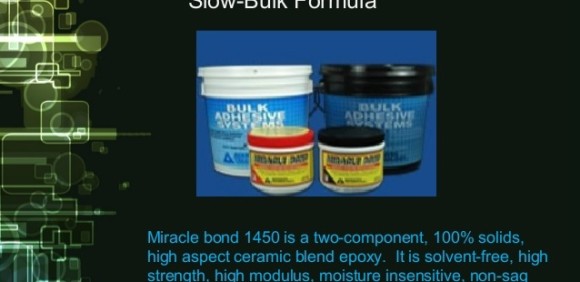 Slow-Bulk Formula
BULK
ADHESIVE
SYSTEMS
BULK
ADHESIVE
SYSTEMS
Miracle bond 1450 is a two-component, 100% solids,
high aspect ceramic blend epoxy. It is solvent-free, high
strength, high modulus, moisture insensitive, non-sag